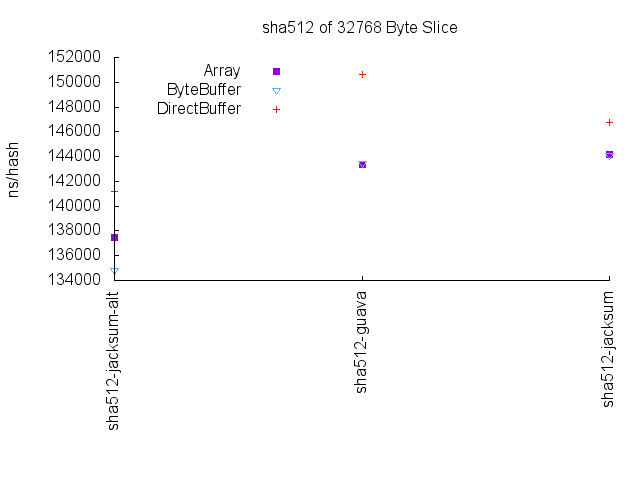 sha512 of 32768 Byte Slice
152000
150000
148000
146000
144000
142000
140000
138000
136000
134000
ns/hash
Array
ByteBuffer
DirectBuffer
sha512-jacksum-alt
sha512-guava
sha512-jacksum